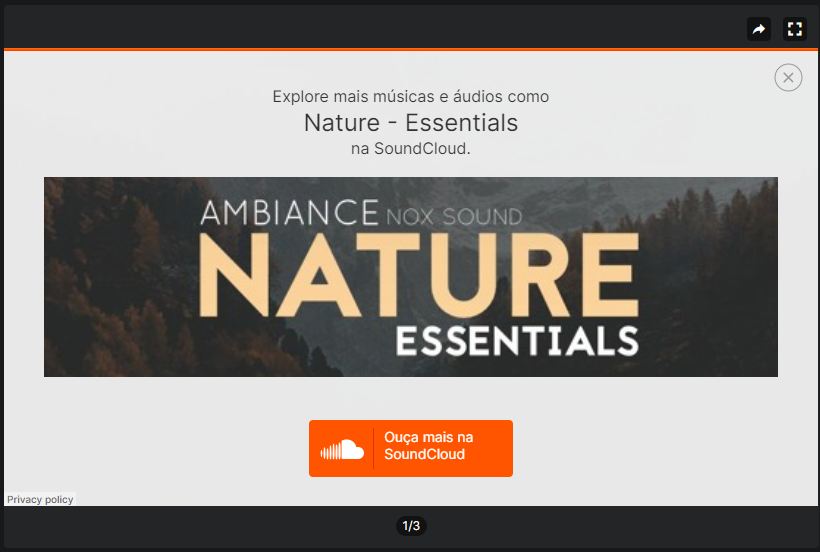 Explore mais músicas e áudios como
Nature - Essentials
na SoundCloud.
AMBIANCE NOX SOUND
NATURE
ESSENTIALS
Ouça mais na
SoundCloud
Privacy policy
1/3